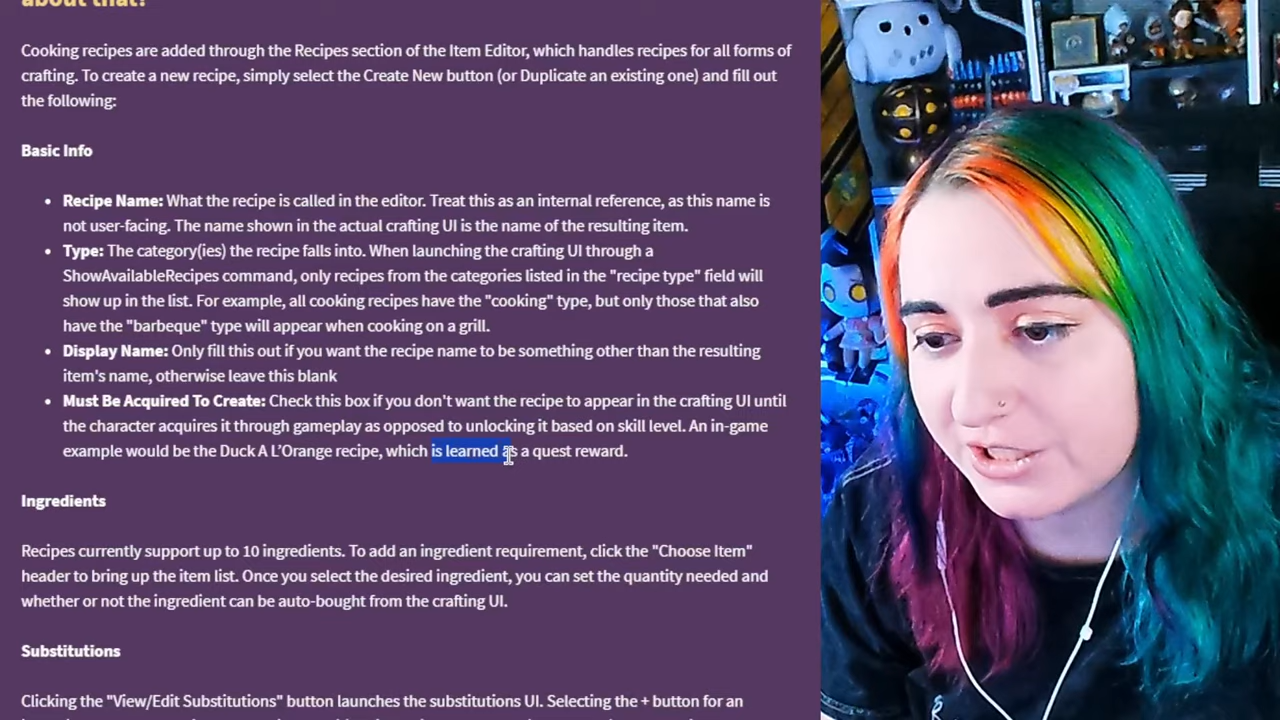 about that?
Cooking recipes are added through the Recipes section of the Item Editor, which handles recipes for all forms of
crafting. To create a new recipe, simply select the Create New button (or Duplicate an existing one) and fill out
the following:
Basic Info
• Recipe Name: What the recipe is called in the editor. Treat this as an internal reference, as this name is
not user-facing. The name shown in the actual crafting UI is the name of the resulting item.
• Type: The category(ies) the recipe falls into. When launching the crafting UI through a
ShowAvailableRecipes command, only recipes from the categories listed in the "recipe type" field will
show up in the list. For example, all cooking recipes have the "cooking" type, but only those that also
have the "barbeque" type will appear when cooking on a grill.
• Display Name: Only fill this out if you want the recipe name to be something other than the resulting
item's name, otherwise leave this blank
• Must Be Acquired To Create: Check this box if you don't want the recipe to appear in the crafting UI until
the character acquires it through gameplay as opposed to unlocking it based on skill level. An in-game
example would be the Duck A L’Orange recipe, which is learned as a quest reward.
Ingredients
Recipes currently support up to 10 ingredients. To add an ingredient requirement, click the "Choose Item"
header to bring up the item list. Once you select the desired ingredient, you can set the quantity needed and
whether or not the ingredient can be auto-bought from the crafting UI.
Substitutions
Clicking the "View/Edit Substitutions" button launches the substitutions UI. Selecting the + button for an